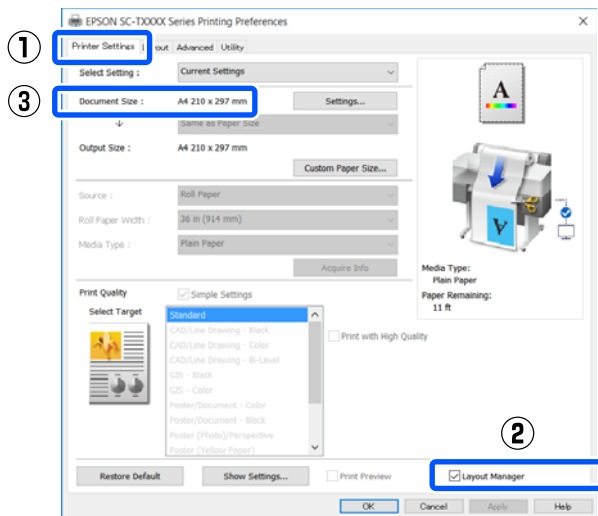 EPSON SC-TXXXX Series Printing Preferences
①
Printer Settings Advanced Utility
Select Setting : Current Settings
③
Document Size : A4 210 x 297 mm Settings...
Same as Paper Size
Output Size : A4 210 x 297 mm
Custom Paper Size...
Source : Roll Paper
Roll Paper Width : 36 in (914 mm)
Media Type : Plain Paper
Acquire Info
A
A
Media Type:
Plain Paper
Paper Remaining:
11 ft
Print Quality Simple Settings
Select Target
Standard
CAD/Line Drawing - Black
CAD/Line Drawing - Color
CAD/Line Drawing - Bi-Level
GIS - Black
GIS - Color
Poster/Document - Color
Poster/Document - Black
Poster (Photo)/Perspective
Poster (Yellow Paper)
Print with High Quality
②
Restore Default Show Settings... Print Preview Layout Manager
OK Cancel Apply Help